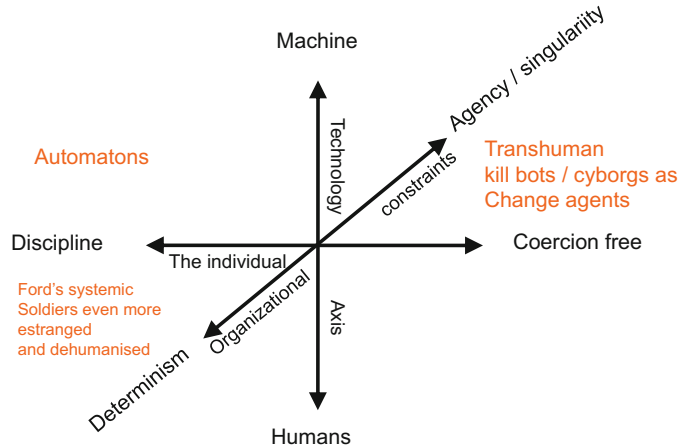 Machine
Agency / singulariity
Technology
Automatons
constraints
Transhuman
kill bots / cyborgs as
Change agents
Discipline
The individual
Coercion free
Organizational
Ford's systemic
Soldiers even more
estranged
and dehumanised
Axis
Determinism
Humans